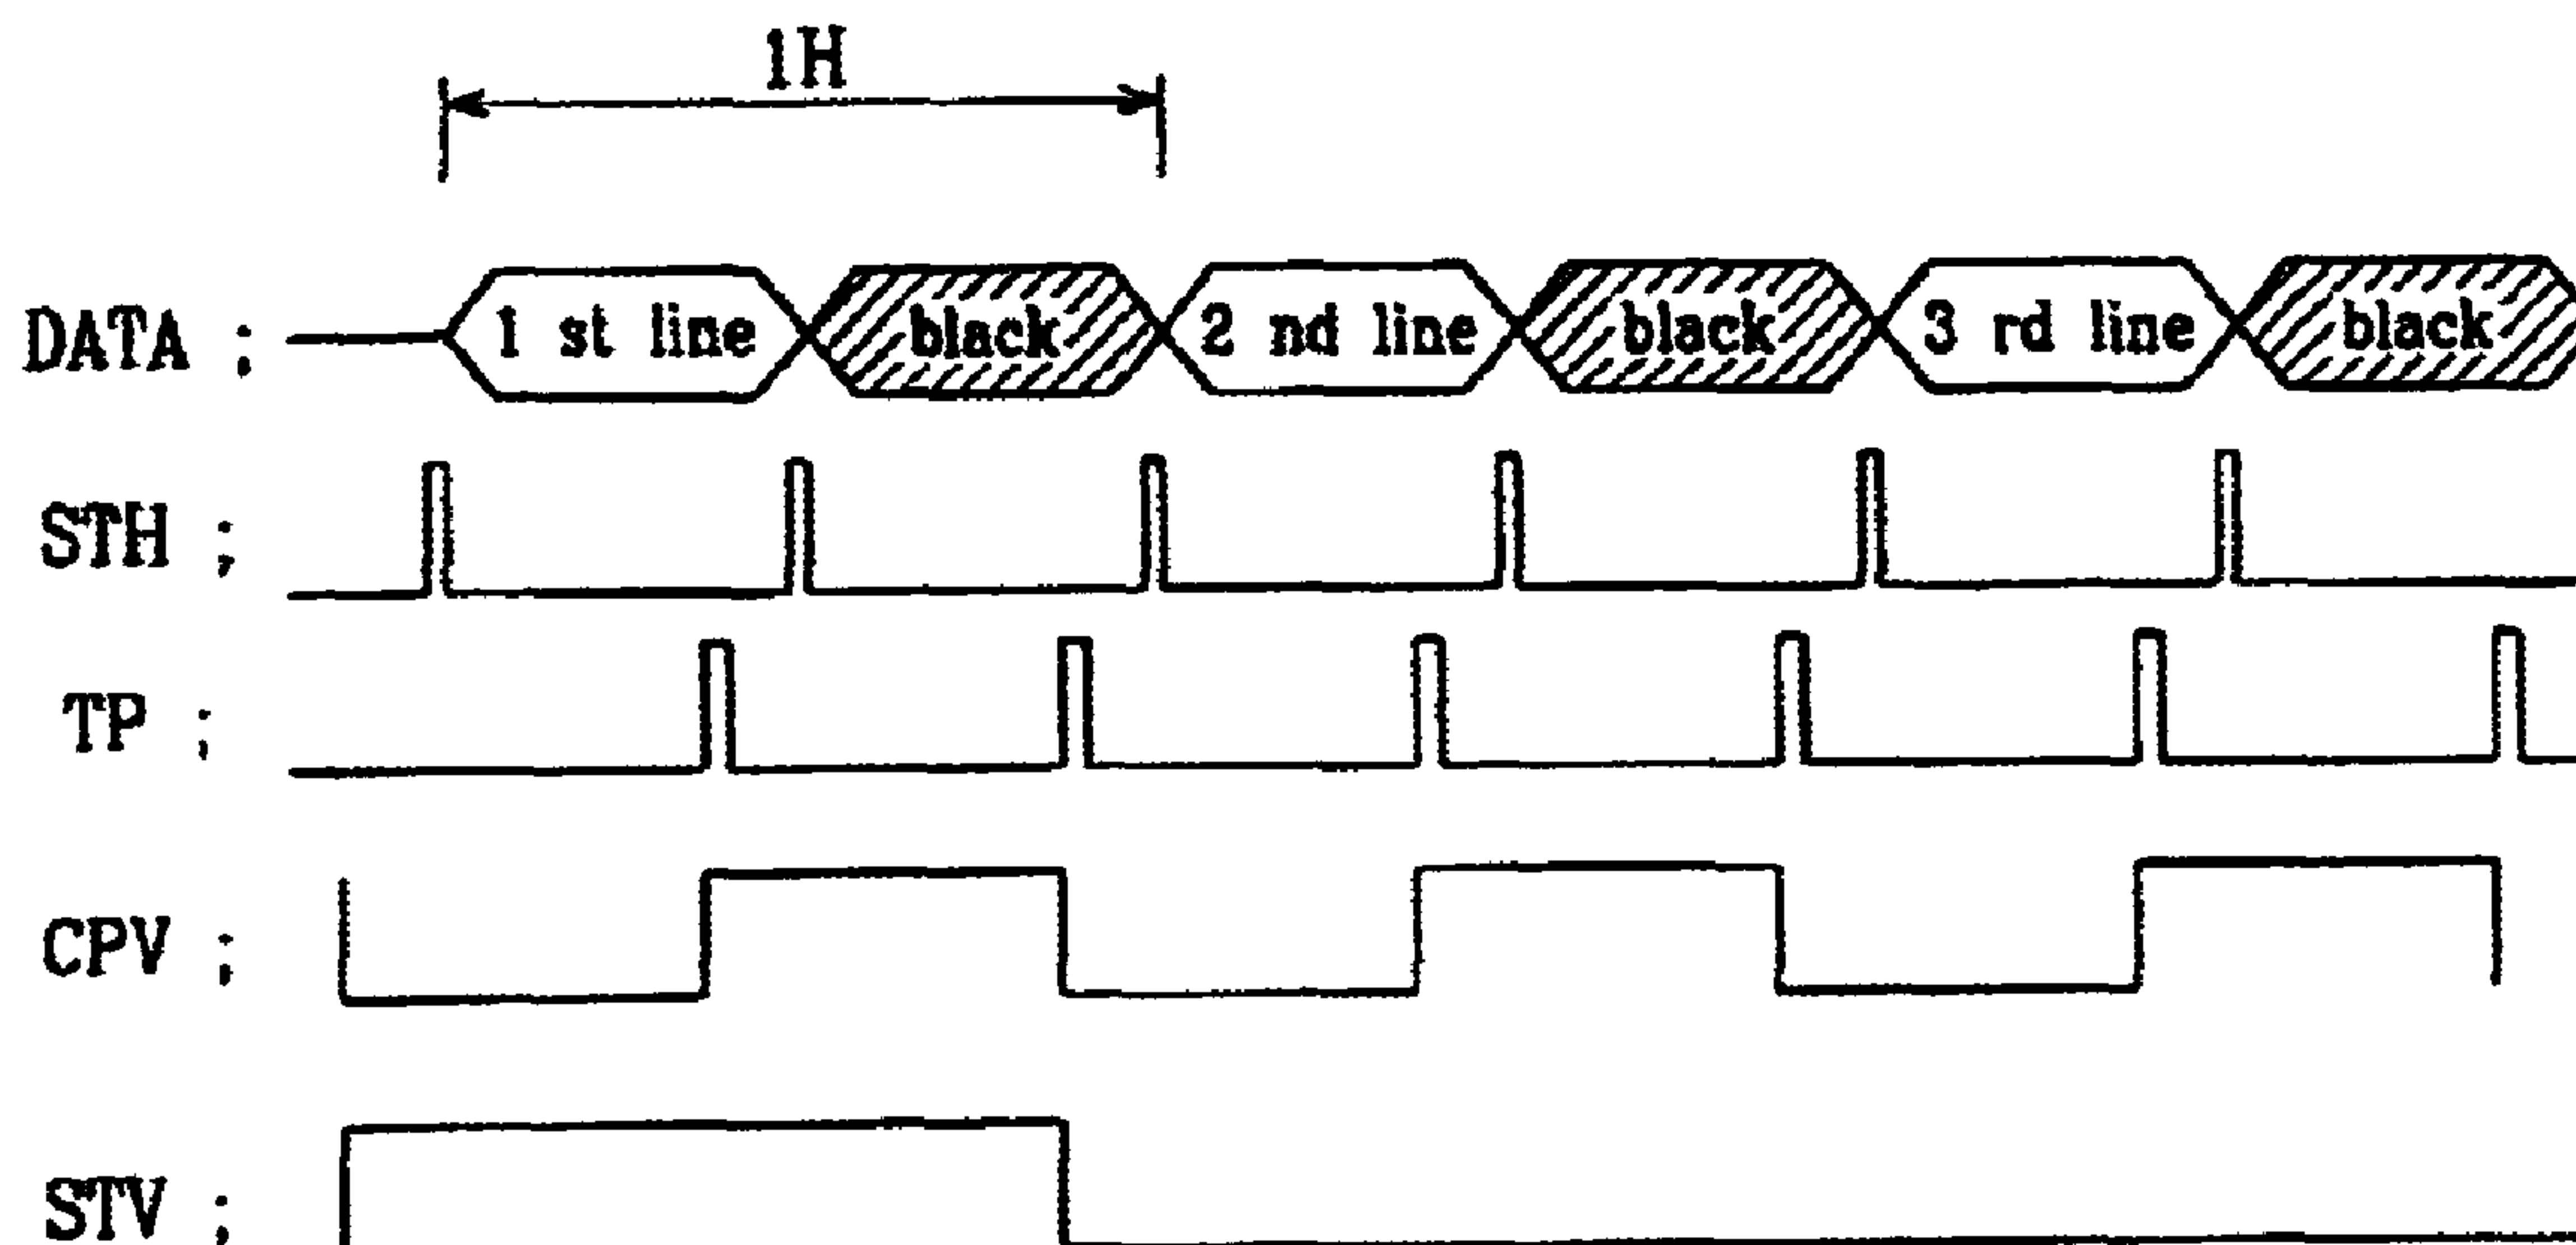 1H
DATA ; 1 st line black 2 nd line black 3 rd line black
STH ;
TP ;
CPV ;
STV ;